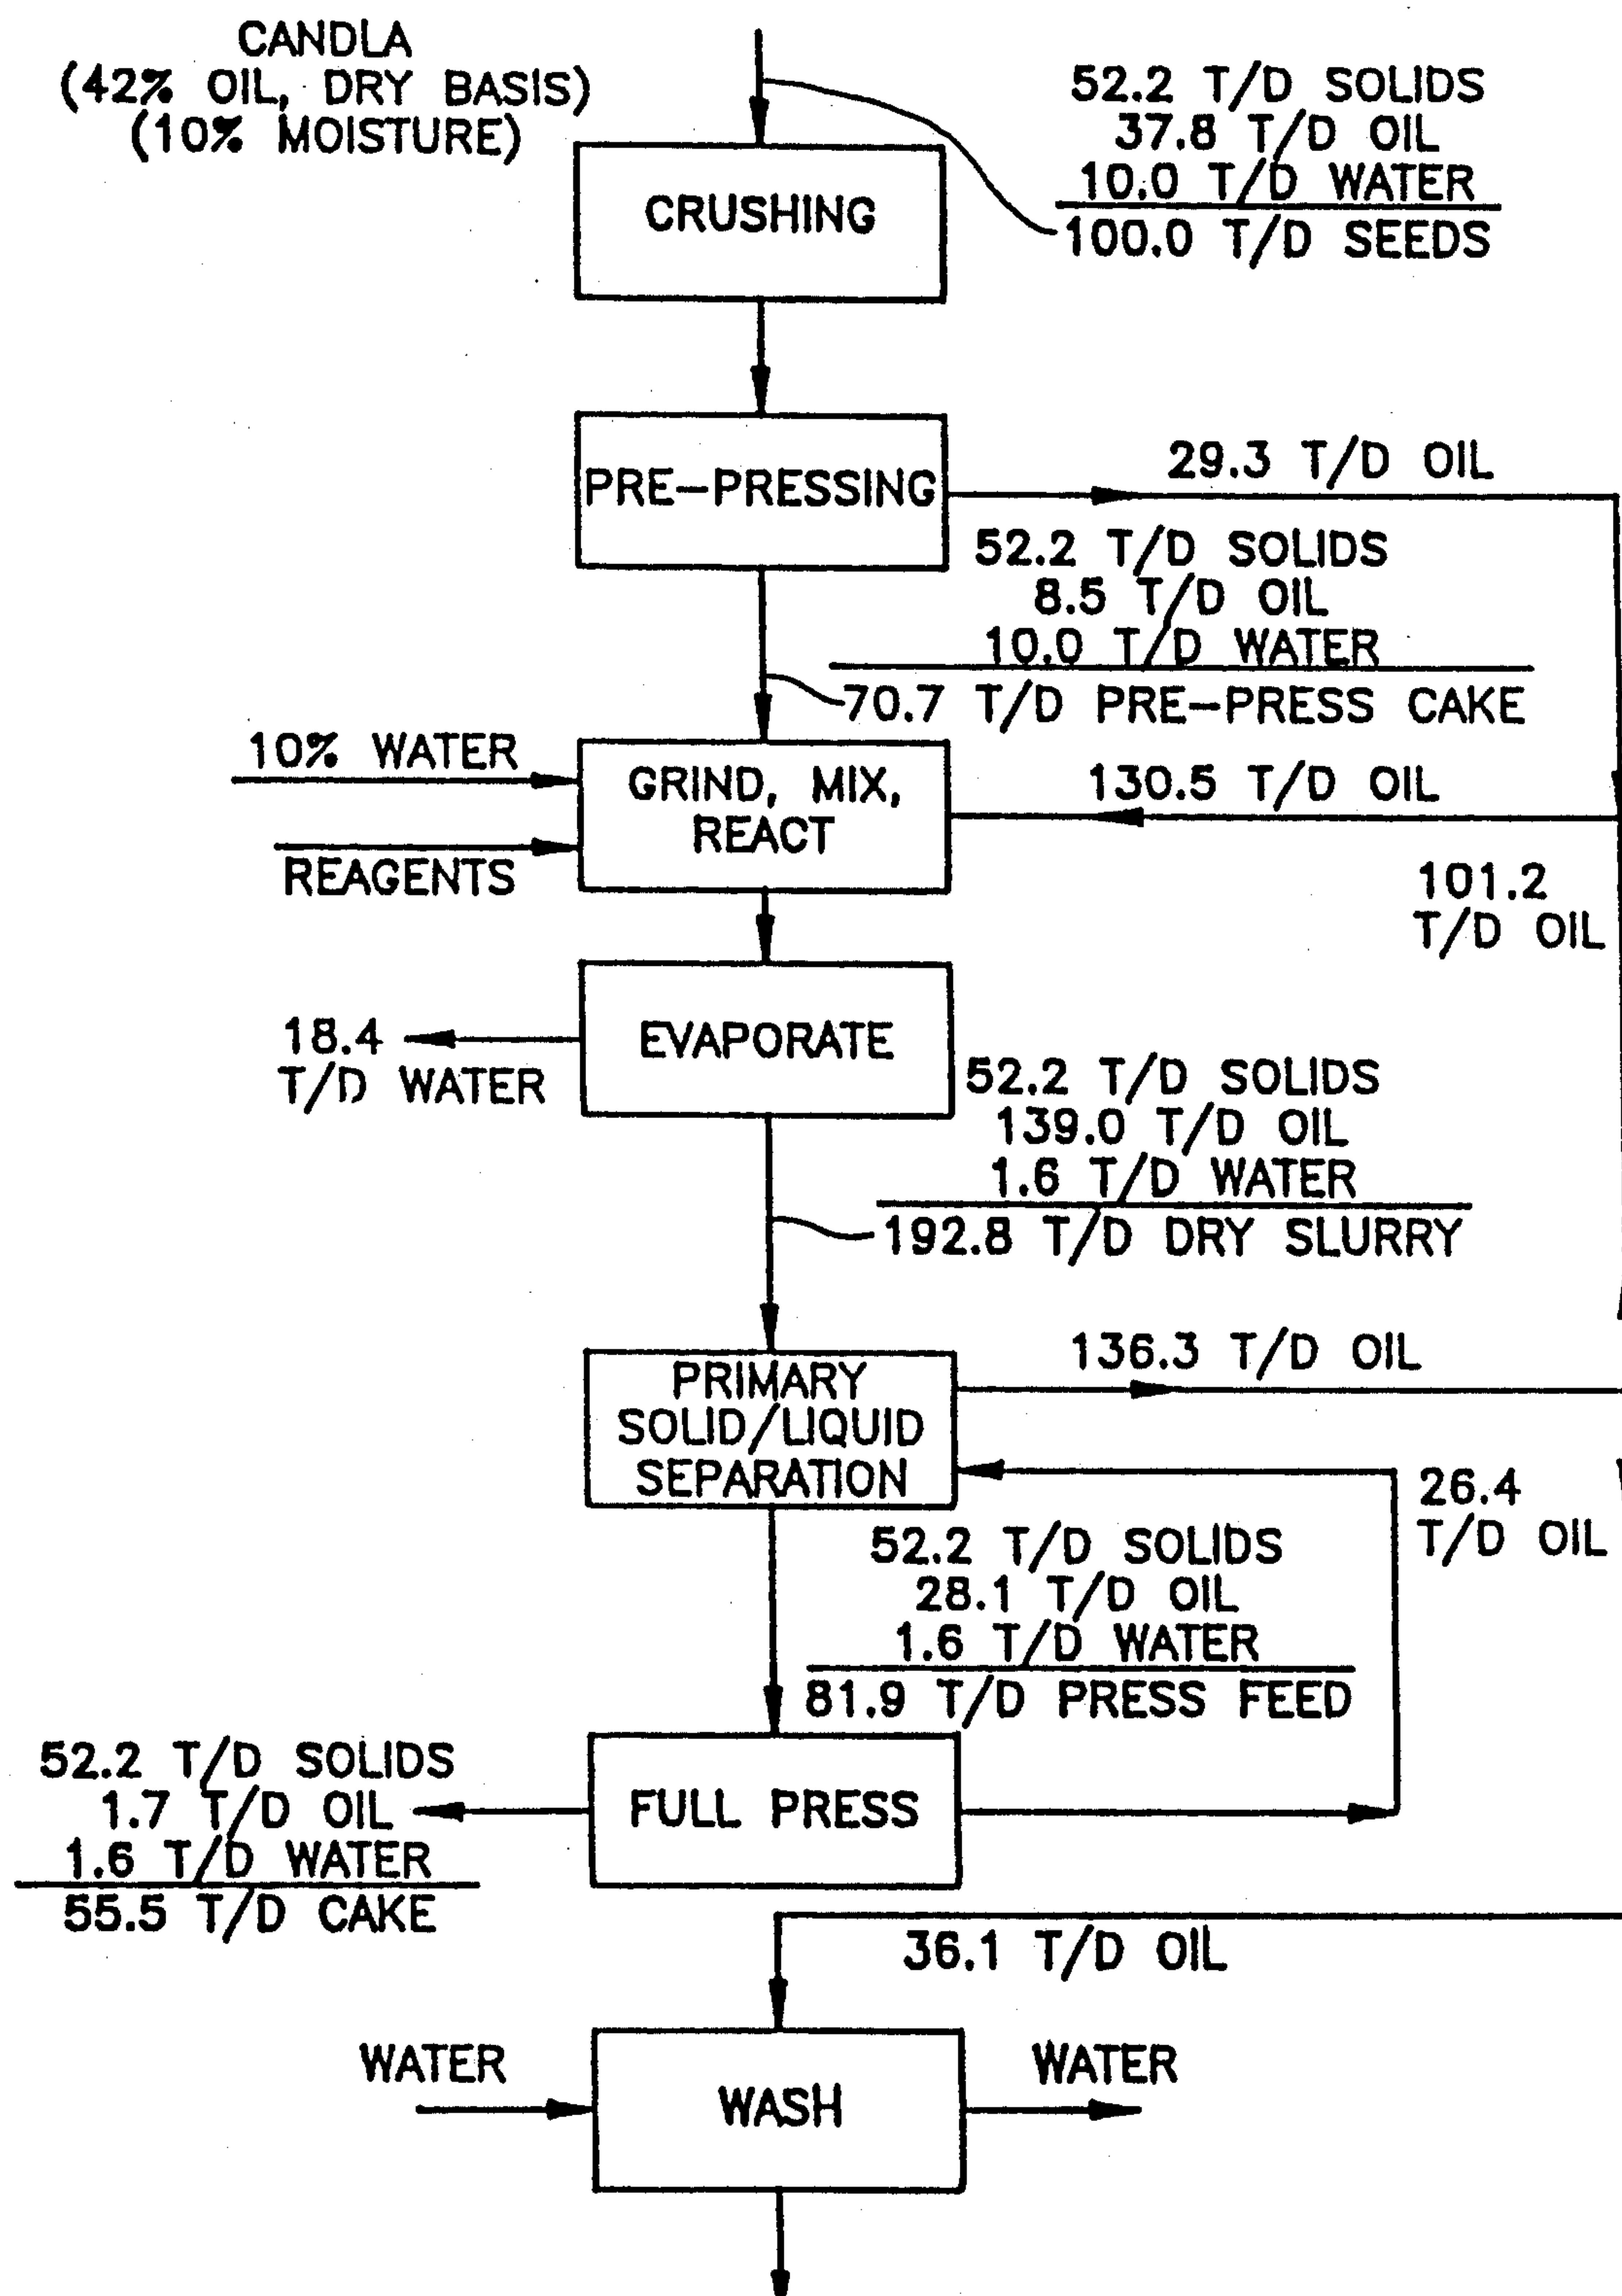 CANDLA
(42% OIL, DRY BASIS)
(10% MOISTURE)
52.2 T/D SOLIDS
37.8 T/D OIL
10.0 T/D WATER
100.0 T/D SEEDS
CRUSHING
PRE-PRESSING
29.3 T/D OIL
52.2 T/D SOLIDS
8.5 T/D OIL
10.0 T/D WATER
70.7 T/D PRE-PRESS CAKE
10% WATER
REAGENTS
GRIND, MIX,
REACT
130.5 T/D OIL
101.2
T/D OIL
EVAPORATE
18.4
T/D WATER
52.2 T/D SOLIDS
139.0 T/D OIL
1.6 T/D WATER
192.8 T/D DRY SLURRY
PRIMARY
SOLID/LIQUID
SEPARATION
136.3 T/D OIL
26.4
T/D OIL
52.2 T/D SOLIDS
28.1 T/D OIL
1.6 T/D WATER
81.9 T/D PRESS FEED
FULL PRESS
52.2 T/D SOLIDS
1.7 T/D OIL
1.6 T/D WATER
55.5 T/D CAKE
36.1 T/D OIL
WATER
WASH
WATER